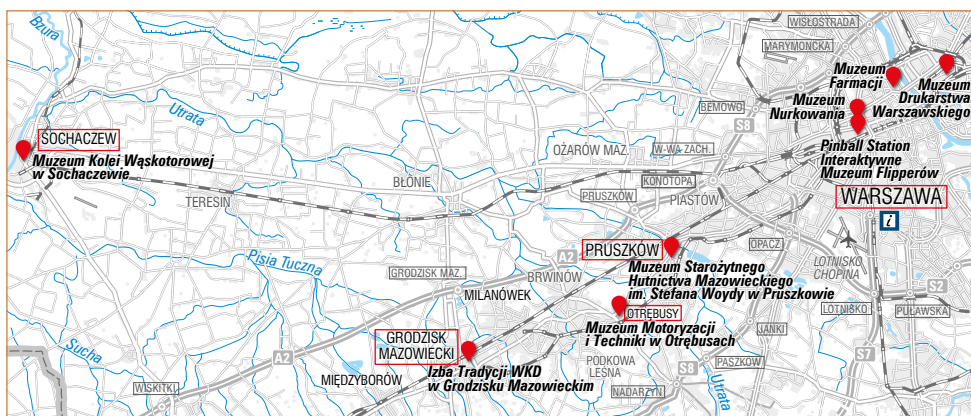 Bzura
Utrata
Sucha
SOCHACZEW
Muzeum Kolei Wąskotorowej
w Sochaczewie
TERESIN
BŁONIE
Pisia Tuczna
GRODZISK MAZ.
Sucha
WISKITKI
A2
MIĘDZYBORÓW
GRODZISK
MAZOWIECKI
Izba Tradycji WKD
w Grodzisku Mazowieckim
MILANÓWEK
BRWINÓW
A2
OŻARÓW MAZ.
W-WA ZACH.
KONOTOPA
PRUSZKÓW
PIASTÓW
PRUSZKÓW
Muzeum Starożytnego
Hutnictwa Mazowieckiego
im. Stefana Woydy w Pruszkowie
OTRĘBUSY
Muzeum Motoryzacji
i Techniki w Otrębusach
PODKOWA
LEŚNA
NADARZYN
S8
Utrata
PASZKÓW
JANKI
OPACZ
WISŁOSTRADA
MARYMONCKA
BEMOWO
S8
Muzeum
Farmacji
Muzeum
Drukarstwa
Warszawskiego
Muzeum
Nurkowania
Pinball Station
Interaktywne
Muzeum Flipperów
WARSZAWA
i
LOTNISKO
CHOPINA
LOTNISKO
S2
PUŁAWSKA
S7